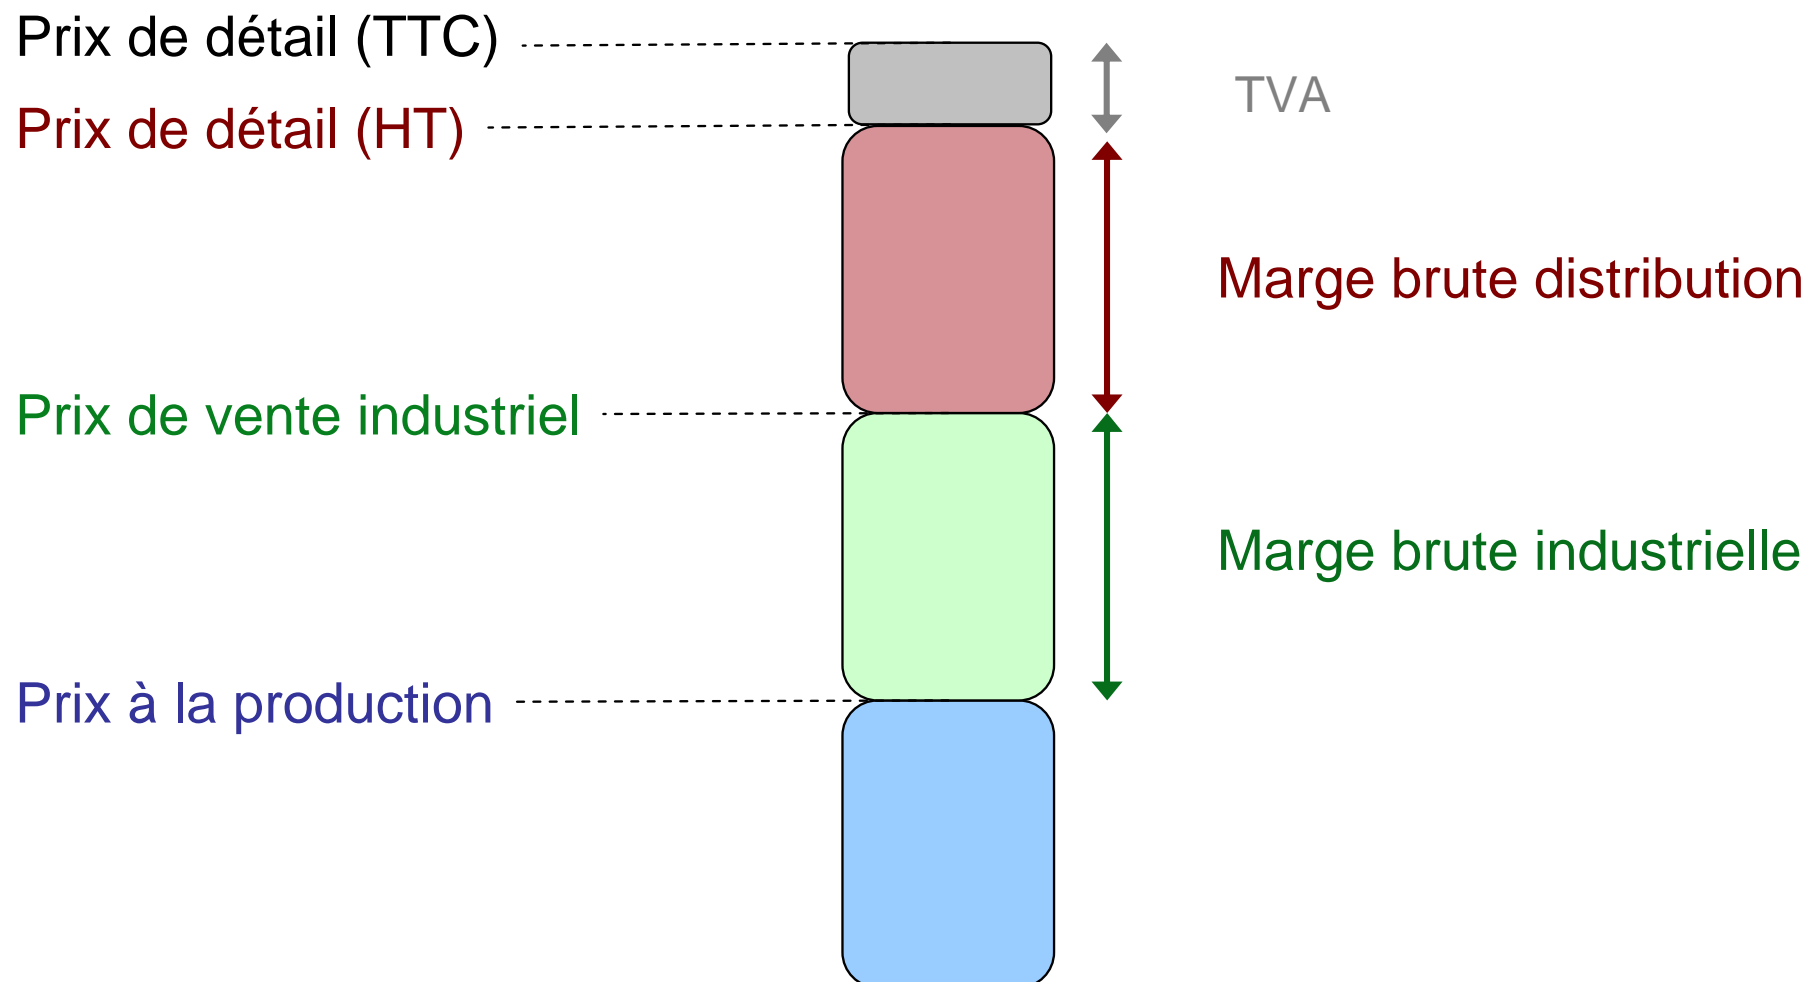 Prix de détail (TTC)
TVA
Prix de détail (HT)
Marge brute distribution
Prix de vente industriel
Marge brute industrielle
Prix à la production